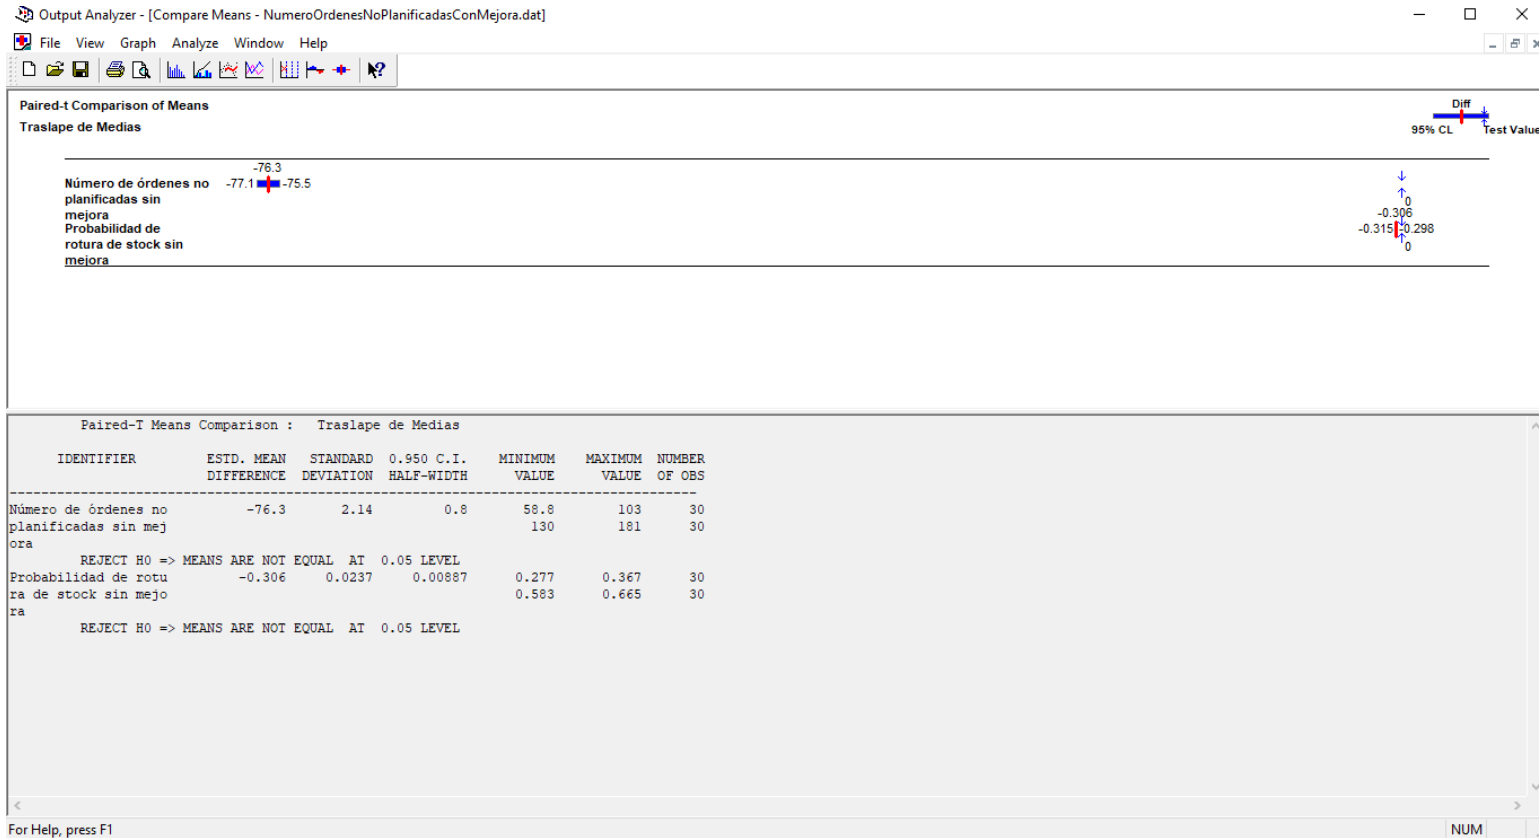 Output Analyzer - [Compare Means - NumeroOrdenesNoPlanificadasConMejora.dat]
File View Graph Analyze Window Help
Paired-t Comparison of Means
Traslape de Medias
Diff
95% CL Test Value
-76.3
Número de órdenes no -77.1 -75.5
planificadas sin
mejora
0
-0.306
Probabilidad de -0.315 -0.298
rotura de stock sin
0
mejora
Paired-T Means Comparison : Traslape de Medias
IDENTIFIER ESTD. MEAN STANDARD 0.950 C.I. MINIMUM MAXIMUM NUMBER
DIFFERENCE DEVIATION HALF-WIDTH VALUE VALUE OF OBS
Número de órdenes no -76.3 2.14 0.8 58.8 103 30
planificadas sin mej 130 181 30
ora
REJECT H0 => MEANS ARE NOT EQUAL AT 0.05 LEVEL
Probabilidad de rotu -0.306 0.0237 0.00887 0.277 0.367 30
ra de stock sin mejo 0.583 0.665 30
ra
REJECT H0 => MEANS ARE NOT EQUAL AT 0.05 LEVEL
For Help, press F1 NUM